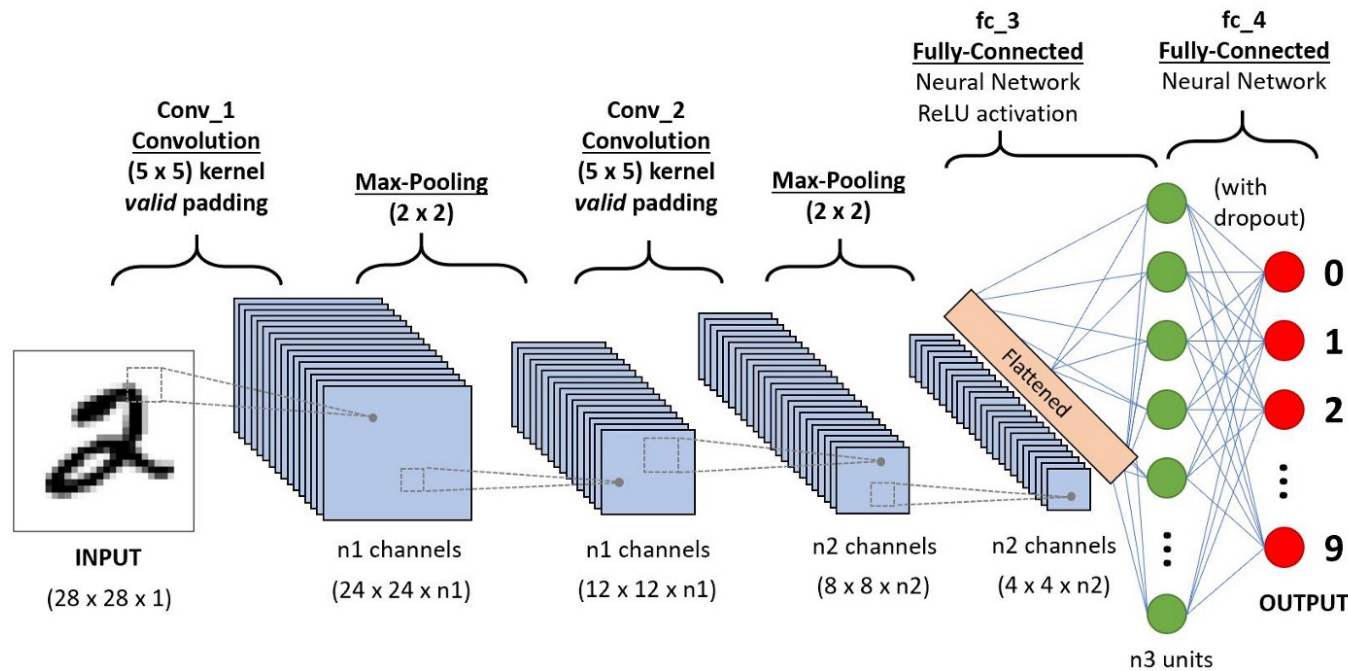 Conv_1
Convolution
(5 x 5) kernel
valid padding
Max-Pooling
(2 x 2)
Conv_2
Convolution
(5 x 5) kernel
valid padding
Max-Pooling
(2 x 2)
fc_3
Fully-Connected
Neural Network
ReLU activation
fc_4
Fully-Connected
Neural Network
(with
dropout)
Flattened
0
1
2
9
INPUT
(28 x 28 x 1)
n1 channels
(24 x 24 x n1)
n1 channels
(12 x 12 x n1)
n2 channels
(8 x 8 x n2)
n2 channels
(4 x 4 x n2)
n3 units
OUTPUT
2